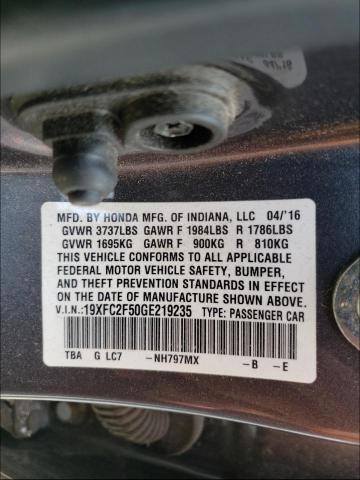 MFD. BY HONDA MFG. OF INDIANA, LLC 04/'16
GVWR 3737LBS GAWR F 1984LBS R 1786LBS
GVWR 1695KG GAWR F 900KG R 810KG
THIS VEHICLE CONFORMS TO ALL APPLICABLE
FEDERAL MOTOR VEHICLE SAFETY, BUMPER,
AND THEFT PREVENTION STANDARDS IN EFFECT
ON THE DATE OF MANUFACTURE SHOWN ABOVE.
V.I.N.: 19XFC2F50GE219235 TYPE: PASSENGER CAR
TBA G LC7 -NH797MX -B -E